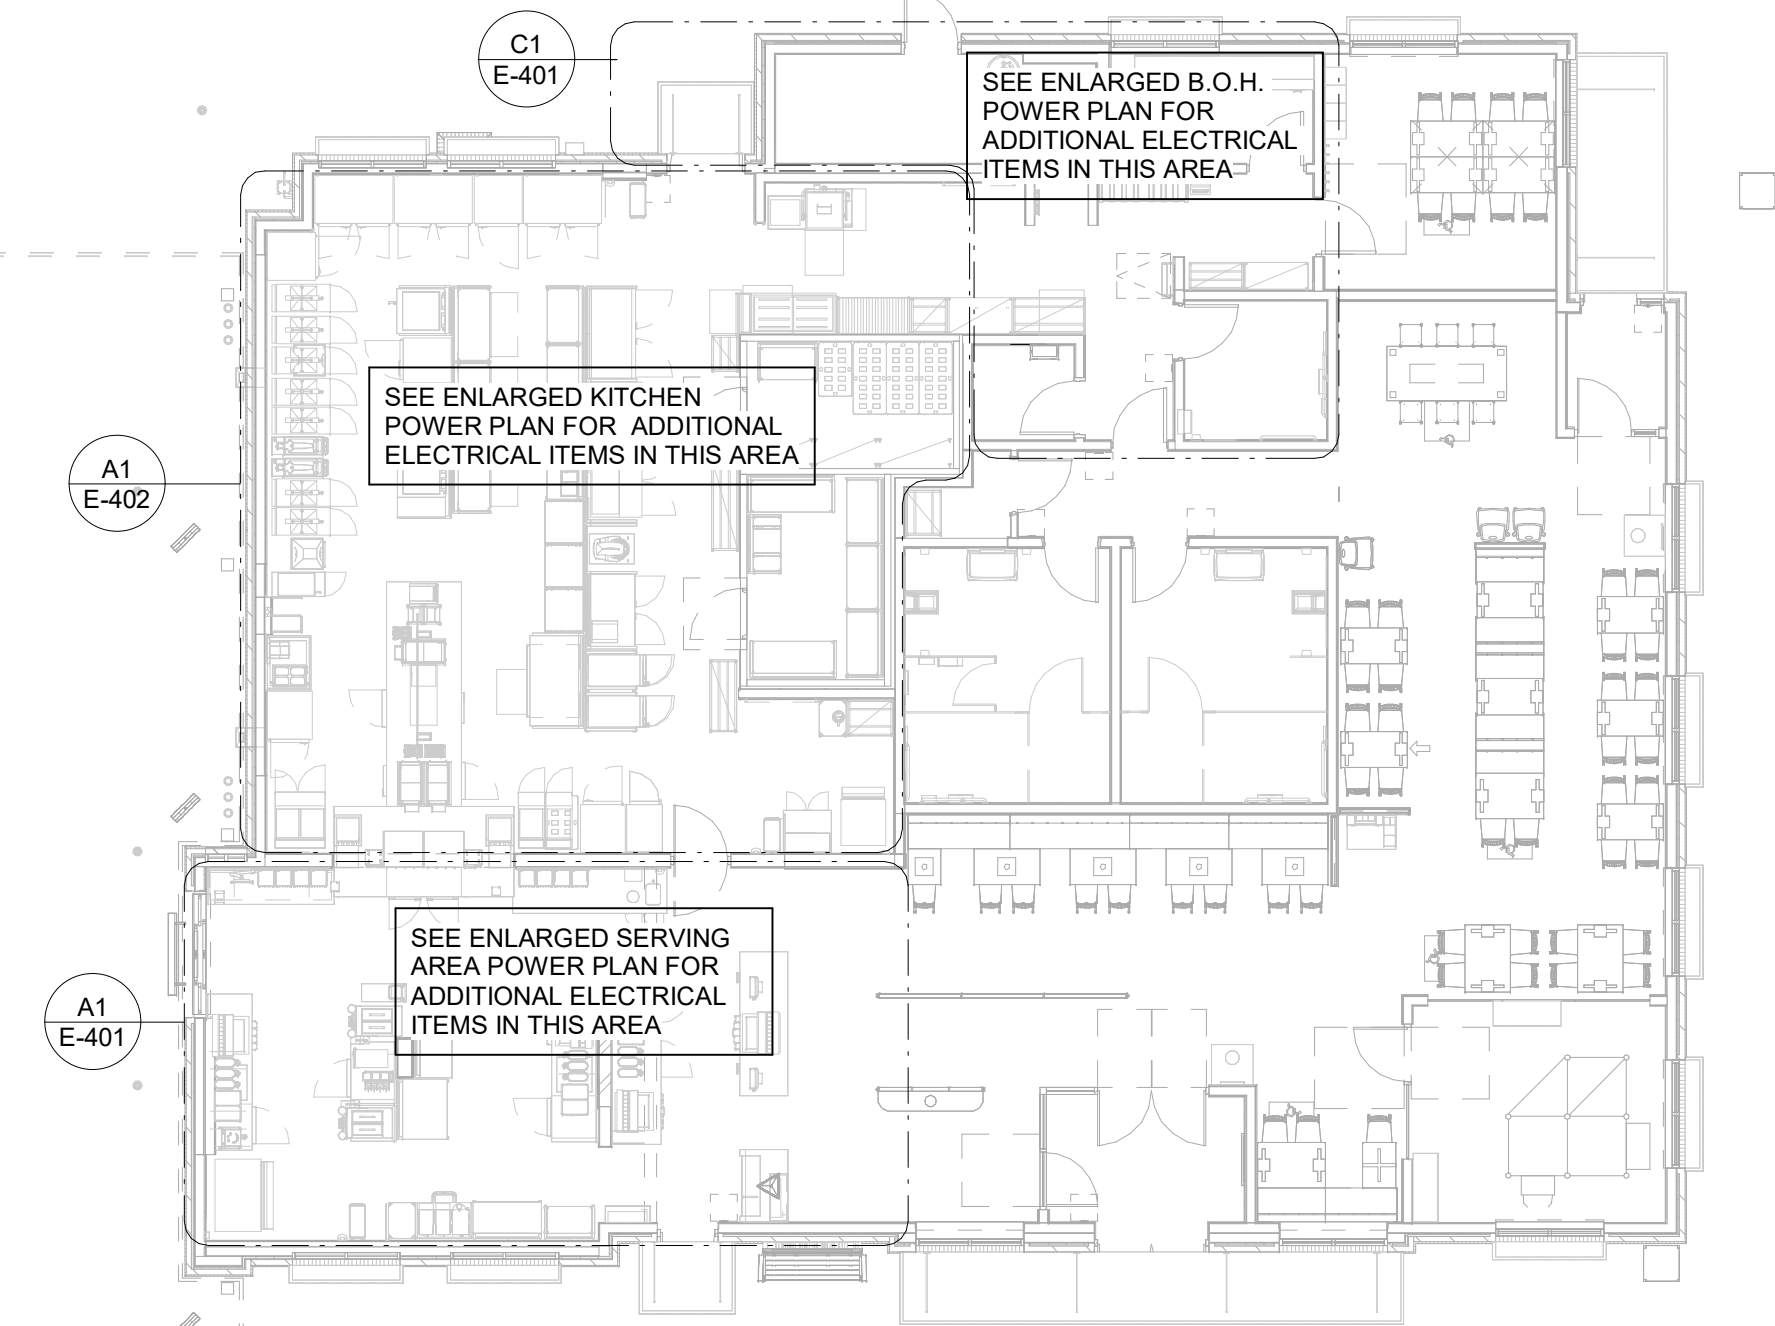 C1
E-401
SEE ENLARGED B.O.H.
POWER PLAN FOR
ADDITIONAL ELECTRICAL
ITEMS IN THIS AREA
SEE ENLARGED KITCHEN
POWER PLAN FOR  ADDITIONAL
ELECTRICAL ITEMS IN THIS AREA
A1
E-402
SEE ENLARGED SERVING
AREA POWER PLAN FOR
ADDITIONAL ELECTRICAL
ITEMS IN THIS AREA
A1
E-401